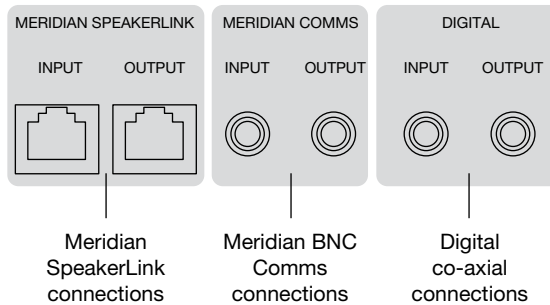 MERIDIAN SPEAKERLINK
INPUT OUTPUT
MERIDIAN COMMS
INPUT OUTPUT
DIGITAL
INPUT OUTPUT
Meridian
SpeakerLink
connections
Meridian BNC
Comms
connections
Digital
co-axial
connections